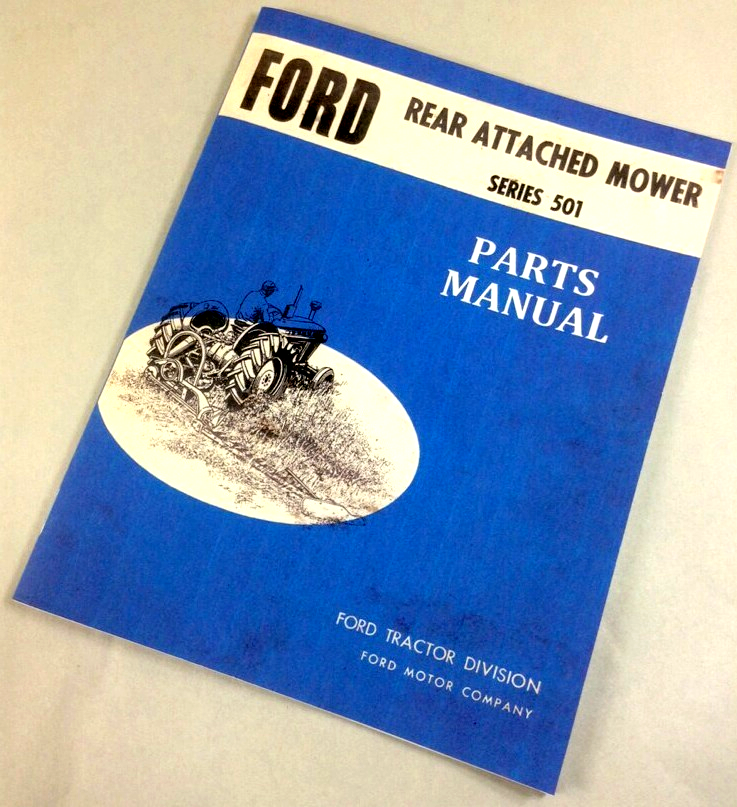 FORD
REAR ATTACHED MOWER
SERIES 501
PARTS
MANUAL
FORD TRACTOR DIVISION
FORD MOTOR COMPANY